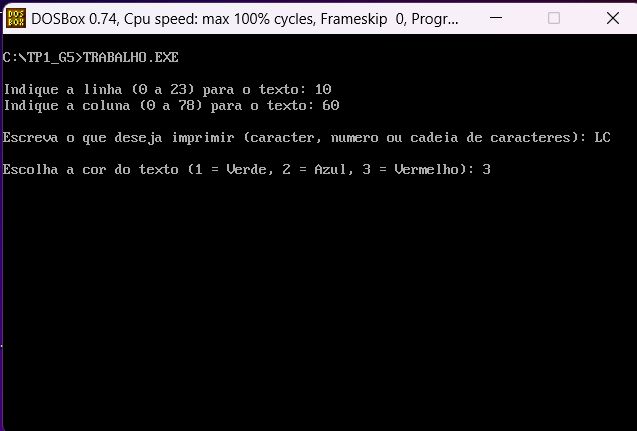 DOS BOX
DOSBox 0.74, Cpu speed: max 100% cycles, Frameskip 0, Progr...
C:\TP1_G5>TRABALHO.EXE
Indique a linha (0 a 23) para o texto: 10
Indique a coluna (0 a 78) para o texto: 60
Escreva o que deseja imprimir (caracter, numero ou cadeia de caracteres): LC
Escolha a cor do texto (1 = Verde, 2 = Azul, 3 = Vermelho): 3